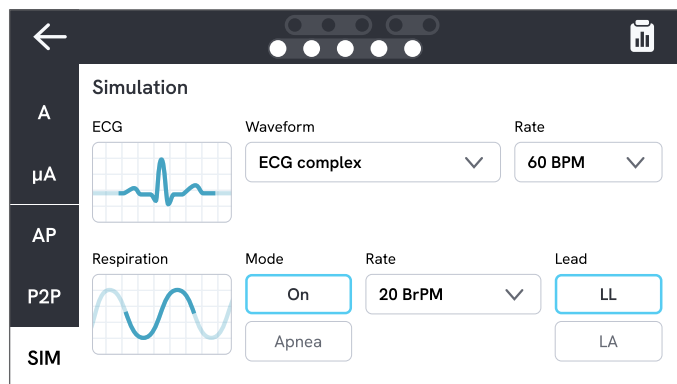 A
µA
AP
P2P
SIM
Simulation
ECG
Waveform
Rate
ECG complex
60 BPM
Respiration
Mode
Rate
Lead
On
20 BrPM
LL
Apnea
LA